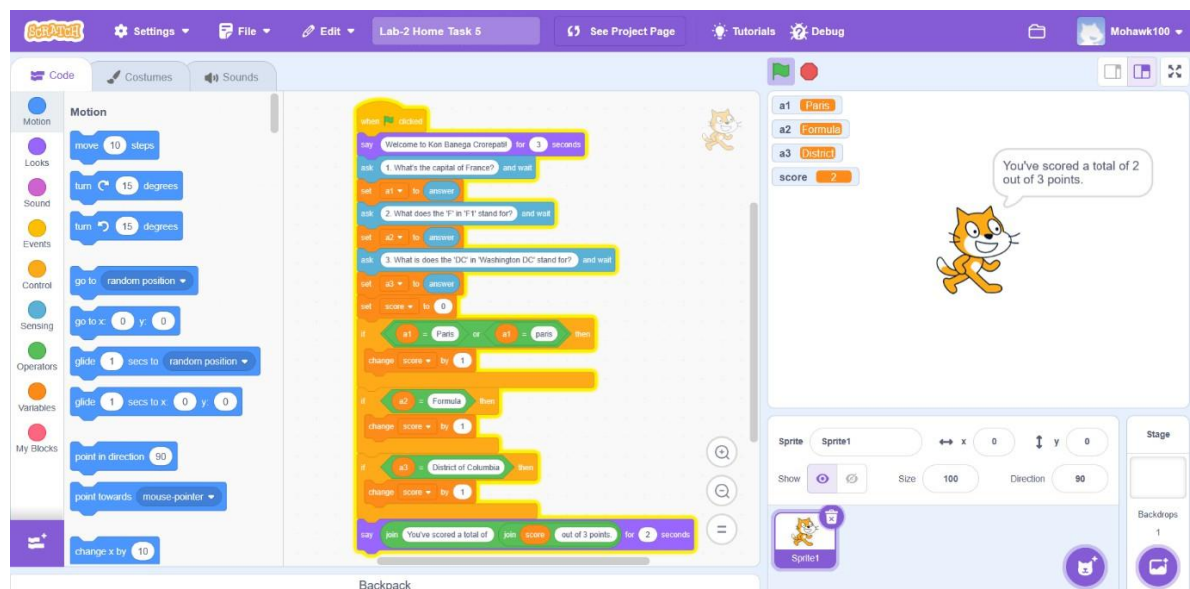 SCRATCH
Settings
File
Edit
Lab-2 Home Task 5
See Project Page
Tutorials
Debug
Mohawk100
Code
Costumes
Sounds
Motion
Looks
Sound
Events
Control
Sensing
Operators
Variables
My Blocks
Motion
move 10 steps
turn 15 degrees
turn 15 degrees
go to random position
go to x: 0 y: 0
glide 1 secs to random position
glide 1 secs to x: 0 y: 0
point in direction 90
point towards mouse-pointer
change x by 10
when clicked
say Welcome to Kon Banega Crorepati! for 3 seconds
ask 1. What's the capital of France? and wait
set a1 to answer
ask 2. What does the 'F' in 'F1' stand for? and wait
set a2 to answer
ask 3. What is does the 'DC' in 'Washington DC' stand for? and wait
set a3 to answer
set score to 0
if a1 = Paris or a1 = paris then
change score by 1
if a2 = Formula then
change score by 1
if a3 = District of Columbia then
change score by 1
say join You've scored a total of join score out of 3 points. for 2 seconds
Backpack
a1 Paris
a2 Formula
a3 District
score 2
You've scored a total of 2
out of 3 points.
Sprite Sprite1 x 0 y 0
Show Size 100 Direction 90
Sprite1
Stage
Backdrops
1